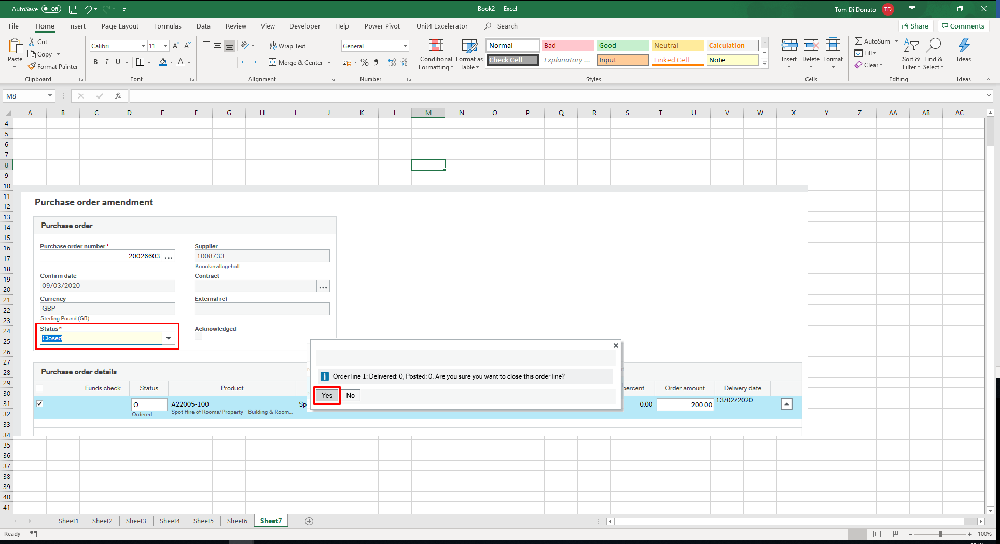 AutoSave Off
Book2 - Excel
Tom Di Donato TD
File Home Insert Page Layout Formulas Data Review View Developer Help Power Pivot Unit4 Excelerator Search
Share Comments
Paste
Cut
Copy
Format Painter
Clipboard
Calibri 11 A A
B I U A
Font
ab Wrap Text
Merge & Center
Alignment
General
% 9
Number
Conditional Formatting
Format as Table
Normal Bad Good Neutral Calculation
Check Cell Explanatory ... Input Linked Cell Note
Styles
Insert Delete Format
Cells
AutoSum
Fill
Clear
Sort & Filter
Find & Select
Editing
Ideas
Ideas
M8 fx
A B C D E F G H I J K L M N O P Q R S T U V W X Y Z AA AB AC
4
5
6
7
8
9
10
11
12
13
14
15
16
17
18
19
20
21
22
23
24
25
26
27
28
29
30
31
32
33
34
35
36
37
38
39
40
41
Purchase order amendment
Purchase order
Purchase order number * Supplier
20026603 ... 1008733
Knockinvillagehall
Confirm date Contract
09/03/2020 ...
Currency External ref
GBP
Sterling Pound (GB)
Status * Acknowledged
Closed
Order line 1: Delivered: 0, Posted: 0. Are you sure you want to close this order line?
Yes No
Purchase order details
Funds check Status Product percent Order amount Delivery date
O A22005-100 Sp 0.00 200.00 13/02/2020
Ordered Spot Hire of Rooms/Property - Building & Room...
Sheet1 Sheet2 Sheet3 Sheet4 Sheet5 Sheet6 Sheet7
Ready 100%